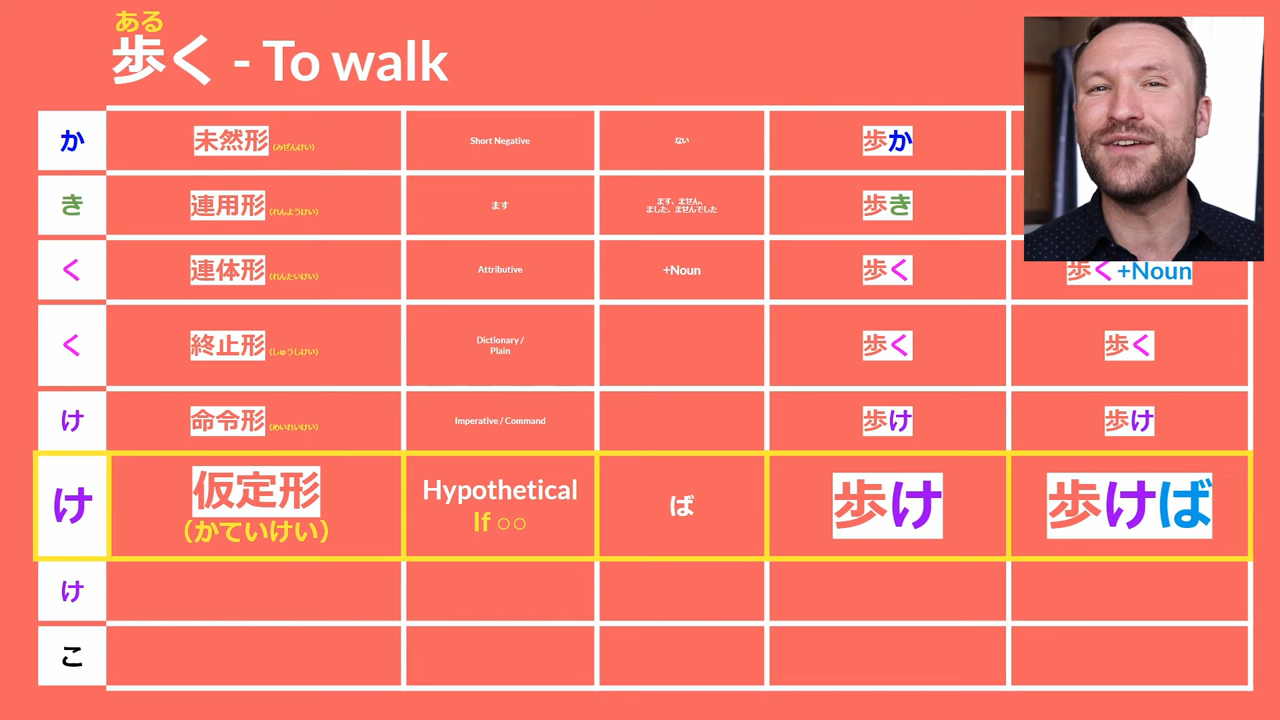 ある
歩く - To walk
か 未然形 (みぜんけい) Short Negative ない 歩か
き 連用形 (れんようけい) ます ます、ません、 歩き
ました、ませんでした
く 連体形 (れんたいけい) Attributive +Noun 歩く 歩く+Noun
く 終止形 (しゅうしけい) Dictionary / 歩く 歩く
Plain
け 命令形 (めいれいけい) Imperative / Command 歩け 歩け
け 仮定形 Hypothetical ば 歩け 歩けば
(かていけい) If ○○
け
こ